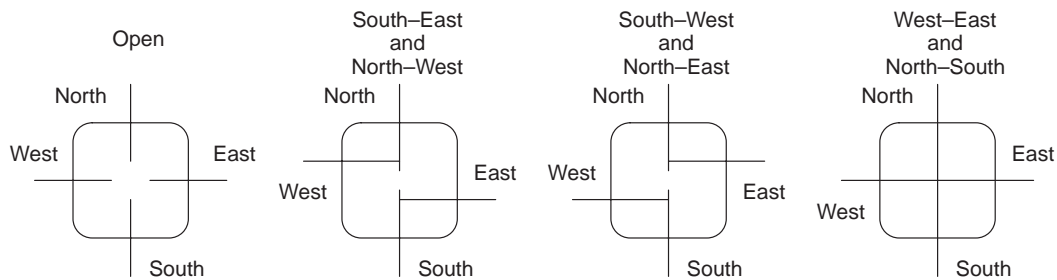 Open
North
West
East
South
South–East
and
North–West
North
West
East
South
South–West
and
North–East
North
West
East
South
West–East
and
North–South
North
East
West
South